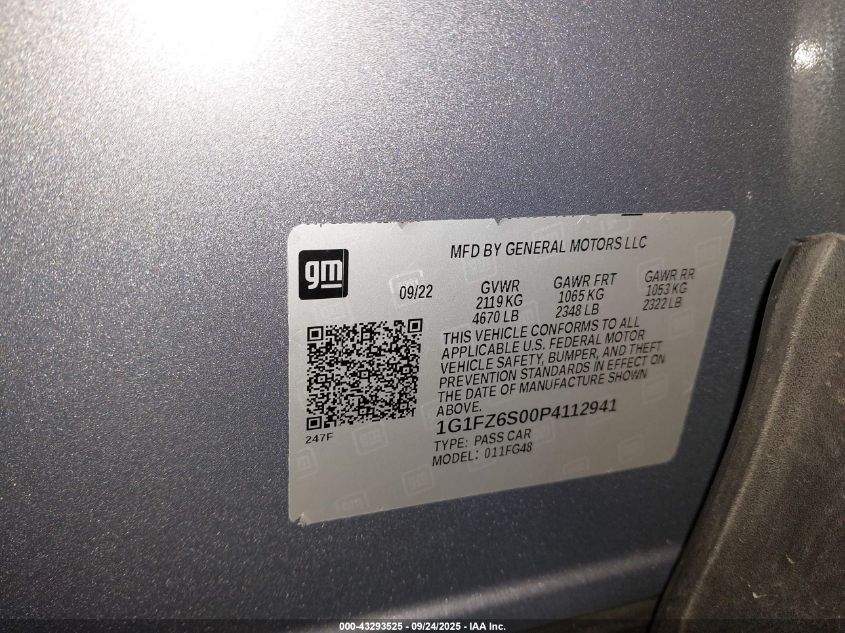 gm
MFD BY GENERAL MOTORS LLC
09/22
GVWR
2119 KG
4670 LB
GAWR FRT
1065 KG
2348 LB
GAWR RR
1053 KG
2322 LB
THIS VEHICLE CONFORMS TO ALL
APPLICABLE U.S. FEDERAL MOTOR
VEHICLE SAFETY, BUMPER, AND THEFT
PREVENTION STANDARDS IN EFFECT ON
THE DATE OF MANUFACTURE SHOWN
ABOVE.
1G1FZ6S00P4112941
TYPE: PASS CAR
MODEL: 011FG48
247F
000-43293525 - 09/24/2025 - IAA Inc.